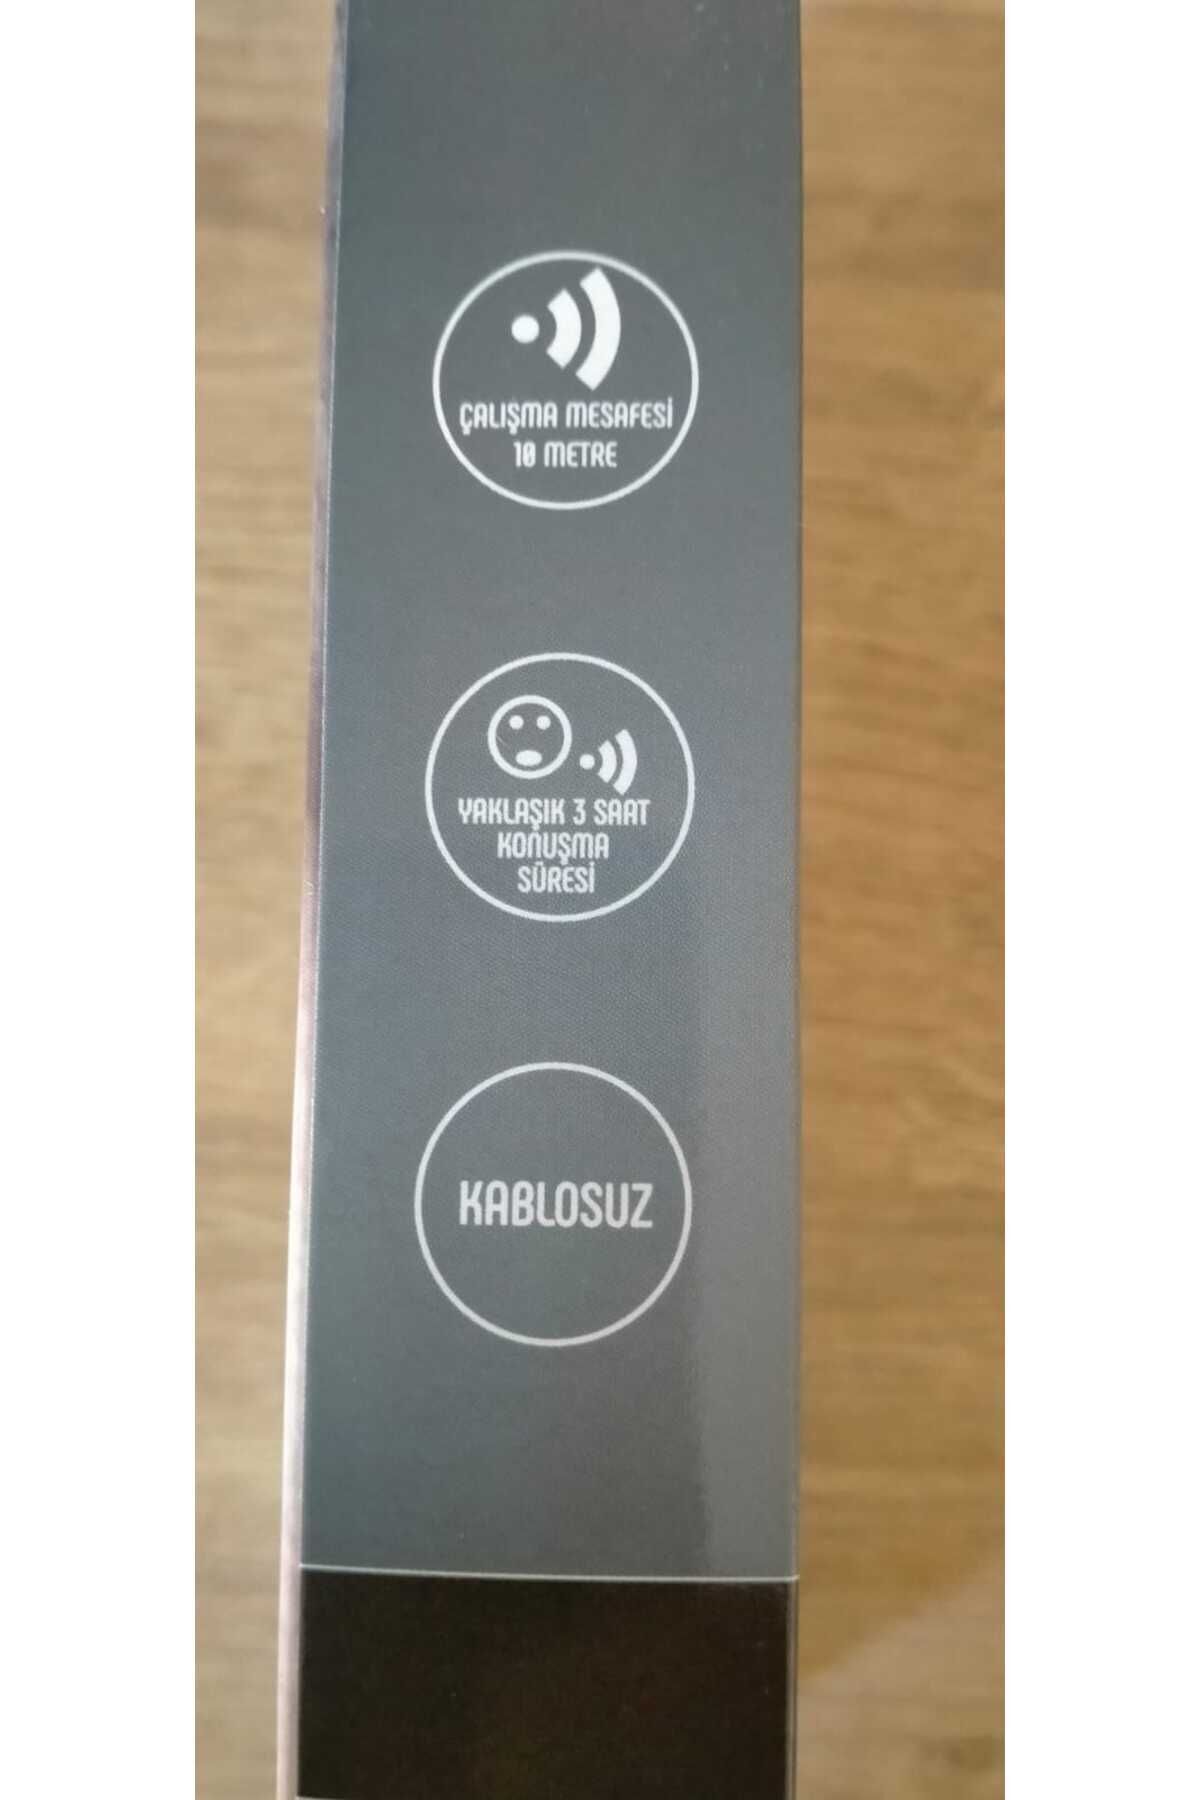 ÇALIŞMA MESAFESİ
10 METRE
YAKLAŞIK 3 SAAT
KONUŞMA
SÜRESİ
KABLOSUZ